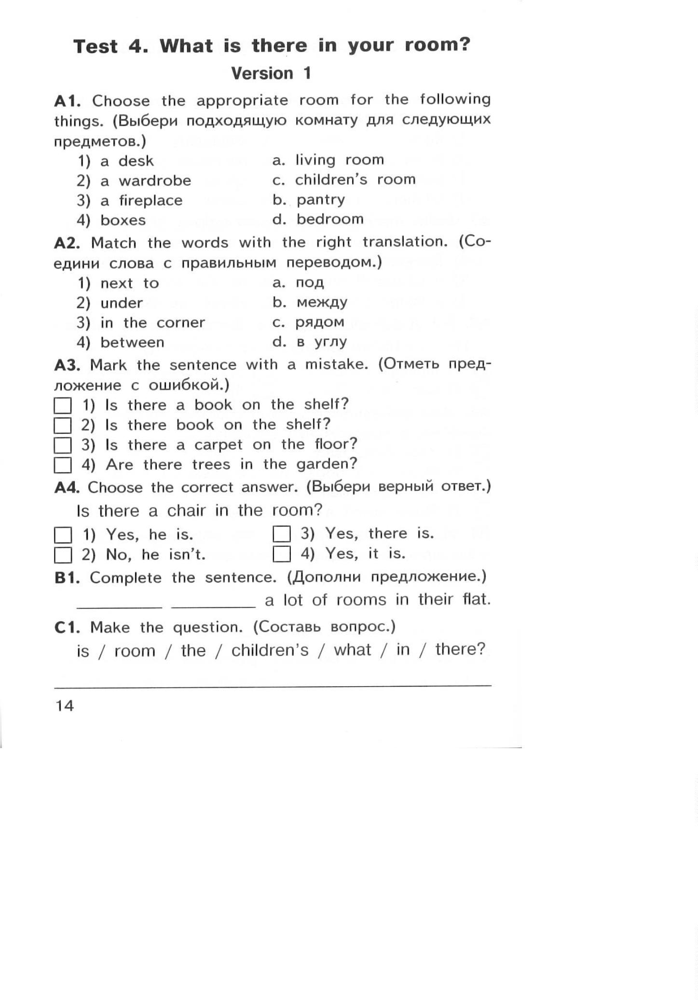 Test 4. What is there in your room?
Version 1
A1. Choose the appropriate room for the following
things. (Выбери подходящую комнату для следующих
предметов.)
1) a desk a. living room
2) a wardrobe c. children's room
3) a fireplace b. pantry
4) boxes d. bedroom
A2. Match the words with the right translation. (Со-
едини слова с правильным переводом.)
1) next to a. под
2) under b. между
3) in the corner c. рядом
4) between d. в углу
A3. Mark the sentence with a mistake. (Отметь пред-
ложение с ошибкой.)
1) Is there a book on the shelf?
2) Is there book on the shelf?
3) Is there a carpet on the floor?
4) Are there trees in the garden?
A4. Choose the correct answer. (Выбери верный ответ.)
Is there a chair in the room?
1) Yes, he is. 3) Yes, there is.
2) No, he isn't. 4) Yes, it is.
B1. Complete the sentence. (Дополни предложение.)
a lot of rooms in their flat.
C1. Make the question. (Составь вопрос.)
is / room / the / children's / what / in / there?
14